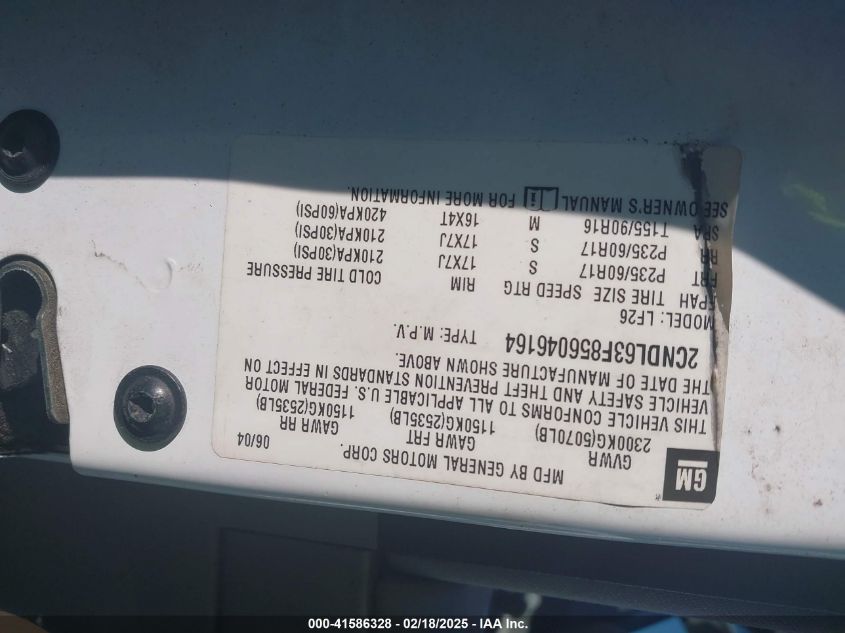 GM
MFD BY GENERAL MOTORS CORP.
06/04
GVWR GAWR FRT GAWR RR
2300KG(5070LB) 1150KG(2535LB) 1150KG(2535LB)
THIS VEHICLE CONFORMS TO ALL APPLICABLE U.S. FEDERAL MOTOR
VEHICLE SAFETY AND THEFT PREVENTION STANDARDS IN EFFECT ON
THE DATE OF MANUFACTURE SHOWN ABOVE.
2CNDL63F856046164 TYPE: M.P.V.
MODEL: LF26
EPAH TIRE SIZE SPEED RTG RIM COLD TIRE PRESSURE
FRT P235/60R17 S 17X7J 210KPA(30PSI)
RR P235/60R17 S 17X7J 210KPA(30PSI)
SPA T155/90R16 M 16X4T 420KPA(60PSI)
SEE OWNER'S MANUAL FOR MORE INFORMATION.
000-41586328 - 02/18/2025 - IAA Inc.